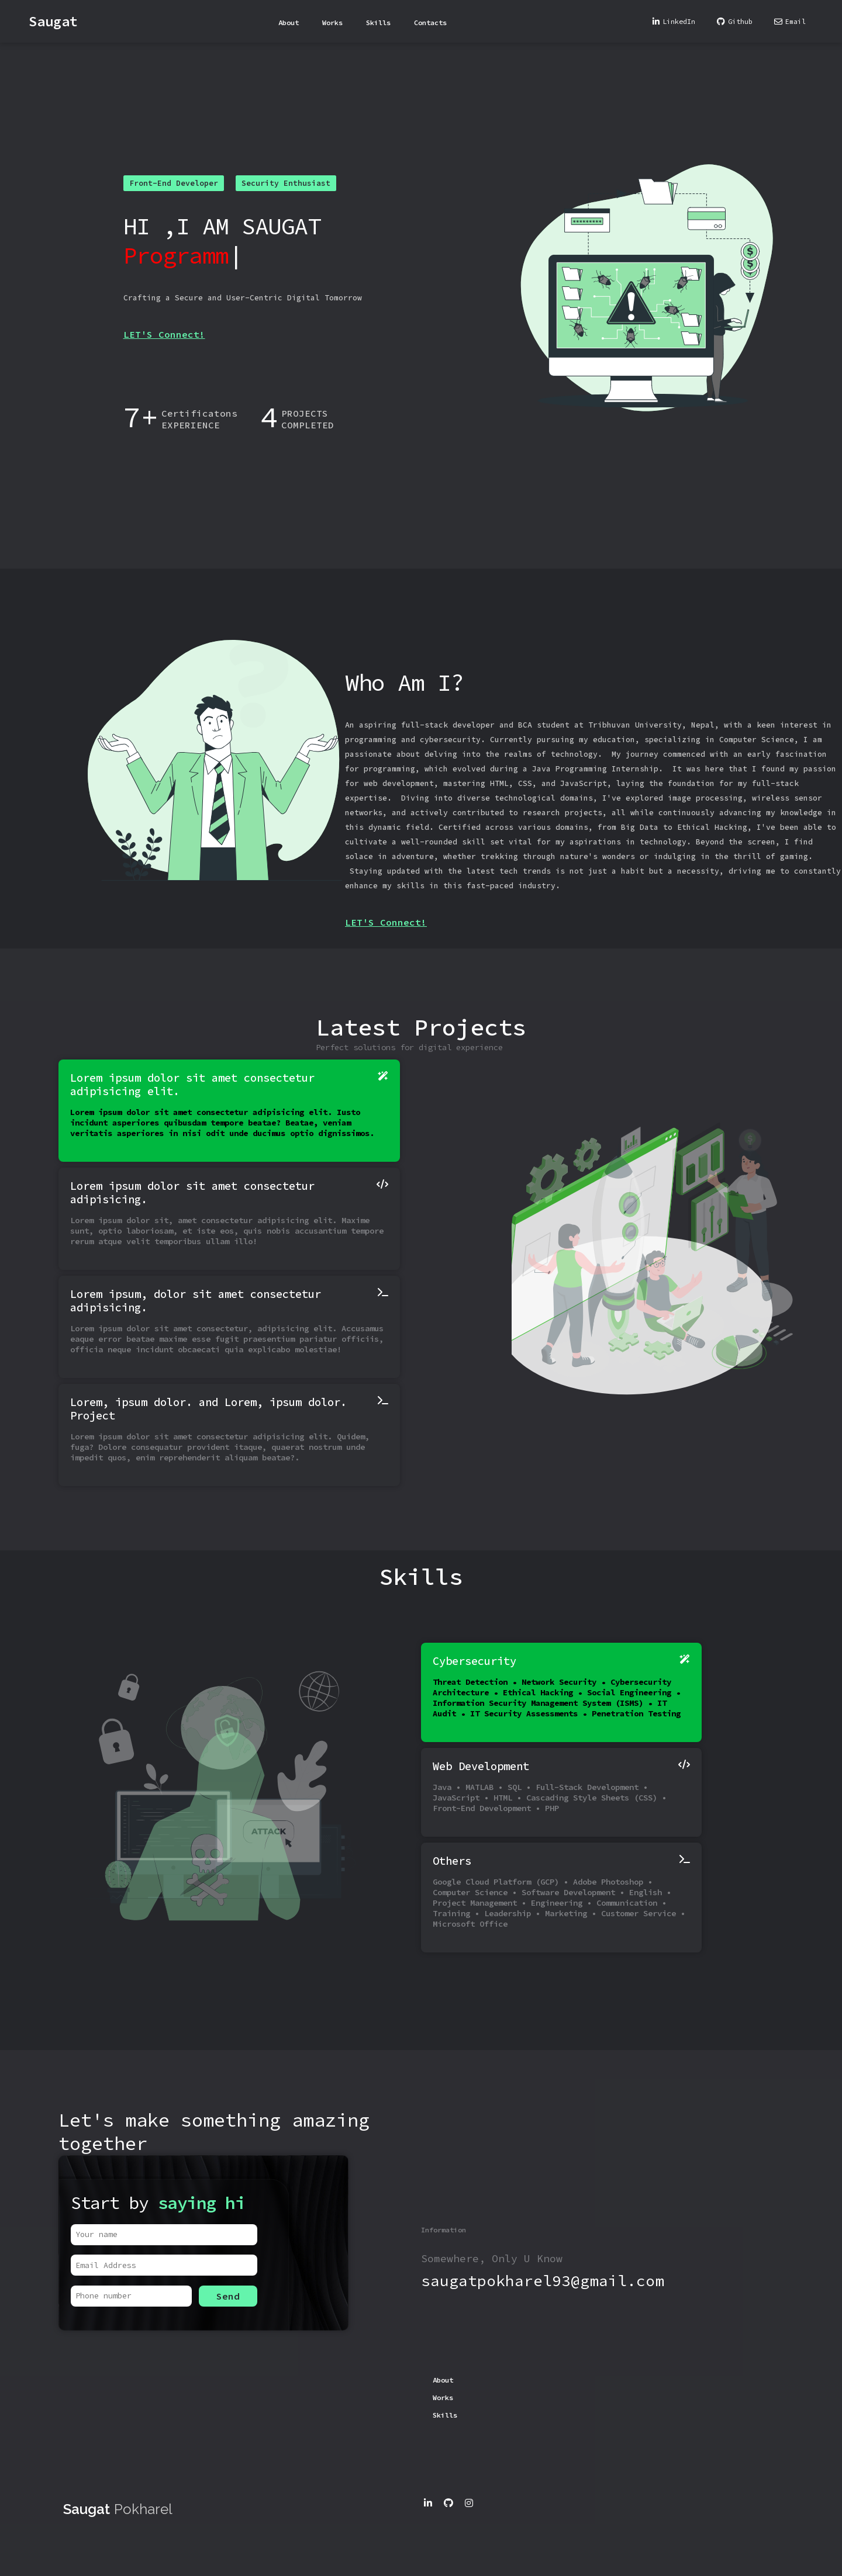 Saugat
About Works Skills Contacts
LinkedIn Github Email
Front-End Developer Security Enthusiast
HI ,I AM SAUGAT
Programm|
Crafting a Secure and User-Centric Digital Tomorrow
LET'S Connect!
7+ Certificatons
EXPERIENCE
4 PROJECTS
COMPLETED
Who Am I?
An aspiring full-stack developer and BCA student at Tribhuvan University, Nepal, with a keen interest in
programming and cybersecurity. Currently pursuing my education, specializing in Computer Science, I am
passionate about delving into the realms of technology. My journey commenced with an early fascination
for programming, which evolved during a Java Programming Internship. It was here that I found my passion
for web development, mastering HTML, CSS, and JavaScript, laying the foundation for my full-stack
expertise. Diving into diverse technological domains, I've explored image processing, wireless sensor
networks, and actively contributed to research projects, all while continuously advancing my knowledge in
this dynamic field. Certified across various domains, from Big Data to Ethical Hacking, I've been able to
cultivate a well-rounded skill set vital for my aspirations in technology. Beyond the screen, I find
solace in adventure, whether trekking through nature's wonders or indulging in the thrill of gaming.
Staying updated with the latest tech trends is not just a habit but a necessity, driving me to constantly
enhance my skills in this fast-paced industry.
LET'S Connect!
Latest Projects
Perfect solutions for digital experience
Lorem ipsum dolor sit amet consectetur
adipisicing elit.
Lorem ipsum dolor sit amet consectetur adipisicing elit. Iusto
incidunt asperiores quibusdam tempore beatae? Beatae, veniam
veritatis asperiores in nisi odit unde ducimus optio dignissimos.
Lorem ipsum dolor sit amet consectetur
adipisicing.
Lorem ipsum dolor sit, amet consectetur adipisicing elit. Maxime
sunt, optio laboriosam, et iste eos, quis nobis accusantium tempore
rerum atque velit temporibus ullam illo!
Lorem ipsum, dolor sit amet consectetur
adipisicing.
Lorem ipsum dolor sit amet consectetur, adipisicing elit. Accusamus
eaque error beatae maxime esse fugit praesentium pariatur officiis,
officia neque incidunt obcaecati quia explicabo molestiae!
Lorem, ipsum dolor. and Lorem, ipsum dolor.
Project
Lorem ipsum dolor sit amet consectetur adipisicing elit. Quidem,
fuga? Dolore consequatur provident itaque, quaerat nostrum unde
impedit quos, enim reprehenderit aliquam beatae?.
Skills
ATTACK
Cybersecurity
Threat Detection • Network Security • Cybersecurity
Architecture • Ethical Hacking • Social Engineering •
Information Security Management System (ISMS) • IT
Audit • IT Security Assessments • Penetration Testing
Web Development
Java • MATLAB • SQL • Full-Stack Development •
JavaScript • HTML • Cascading Style Sheets (CSS) •
Front-End Development • PHP
Others
Google Cloud Platform (GCP) • Adobe Photoshop •
Computer Science • Software Development • English •
Project Management • Engineering • Communication •
Training • Leadership • Marketing • Customer Service •
Microsoft Office
Let's make something amazing
together
Start by saying hi
Your name
Email Address
Phone number
Send
Information
Somewhere, Only U Know
saugatpokharel93@gmail.com
About
Works
Skills
Saugat Pokharel